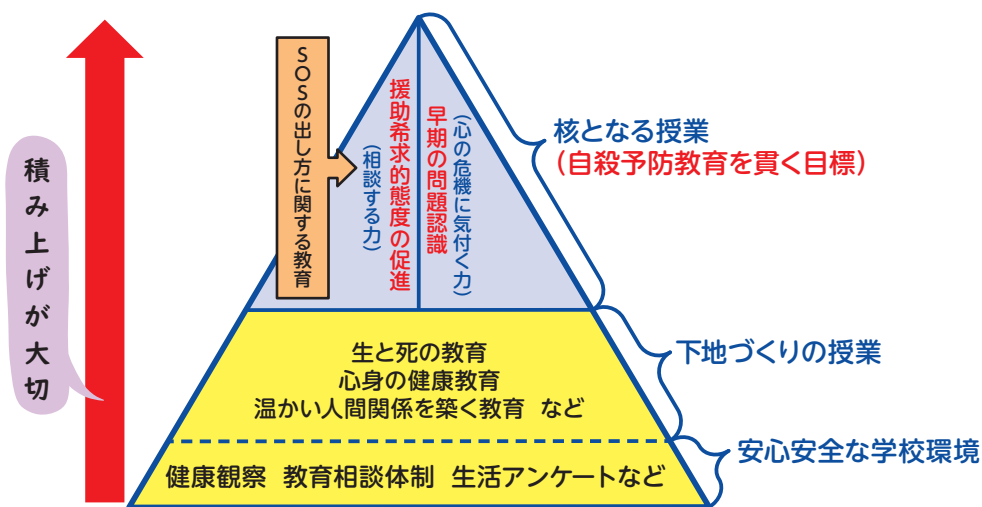 積み上げが大切
SOSの出し方に関する教育
早期の問題認識
(心の危機に気付く力)
援助希求的態度の促進
(相談する力)
核となる授業
(自殺予防教育を貫く目標)
生と死の教育
心身の健康教育
温かい人間関係を築く教育 など
下地づくりの授業
健康観察 教育相談体制 生活アンケートなど
安心安全な学校環境